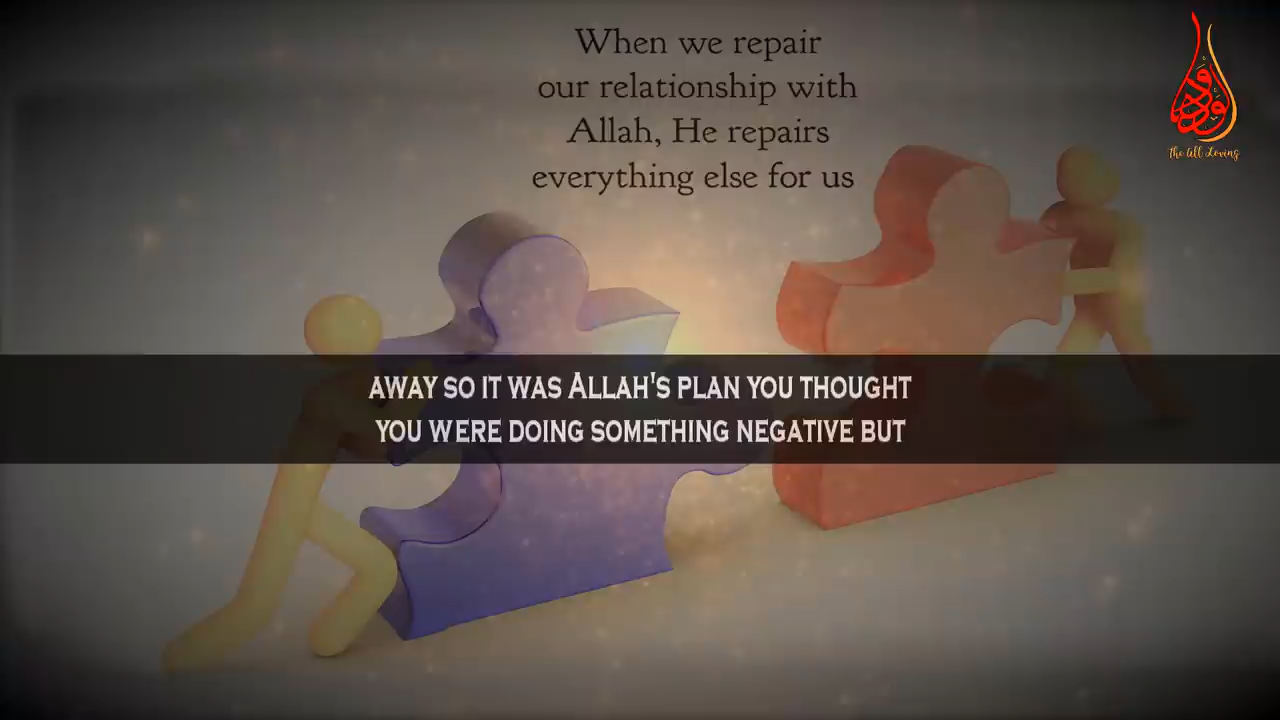 When we repair
our relationship with
Allah, He repairs
everything else for us
الودود
The All Loving
AWAY SO IT WAS ALLAH'S PLAN YOU THOUGHT
YOU WERE DOING SOMETHING NEGATIVE BUT